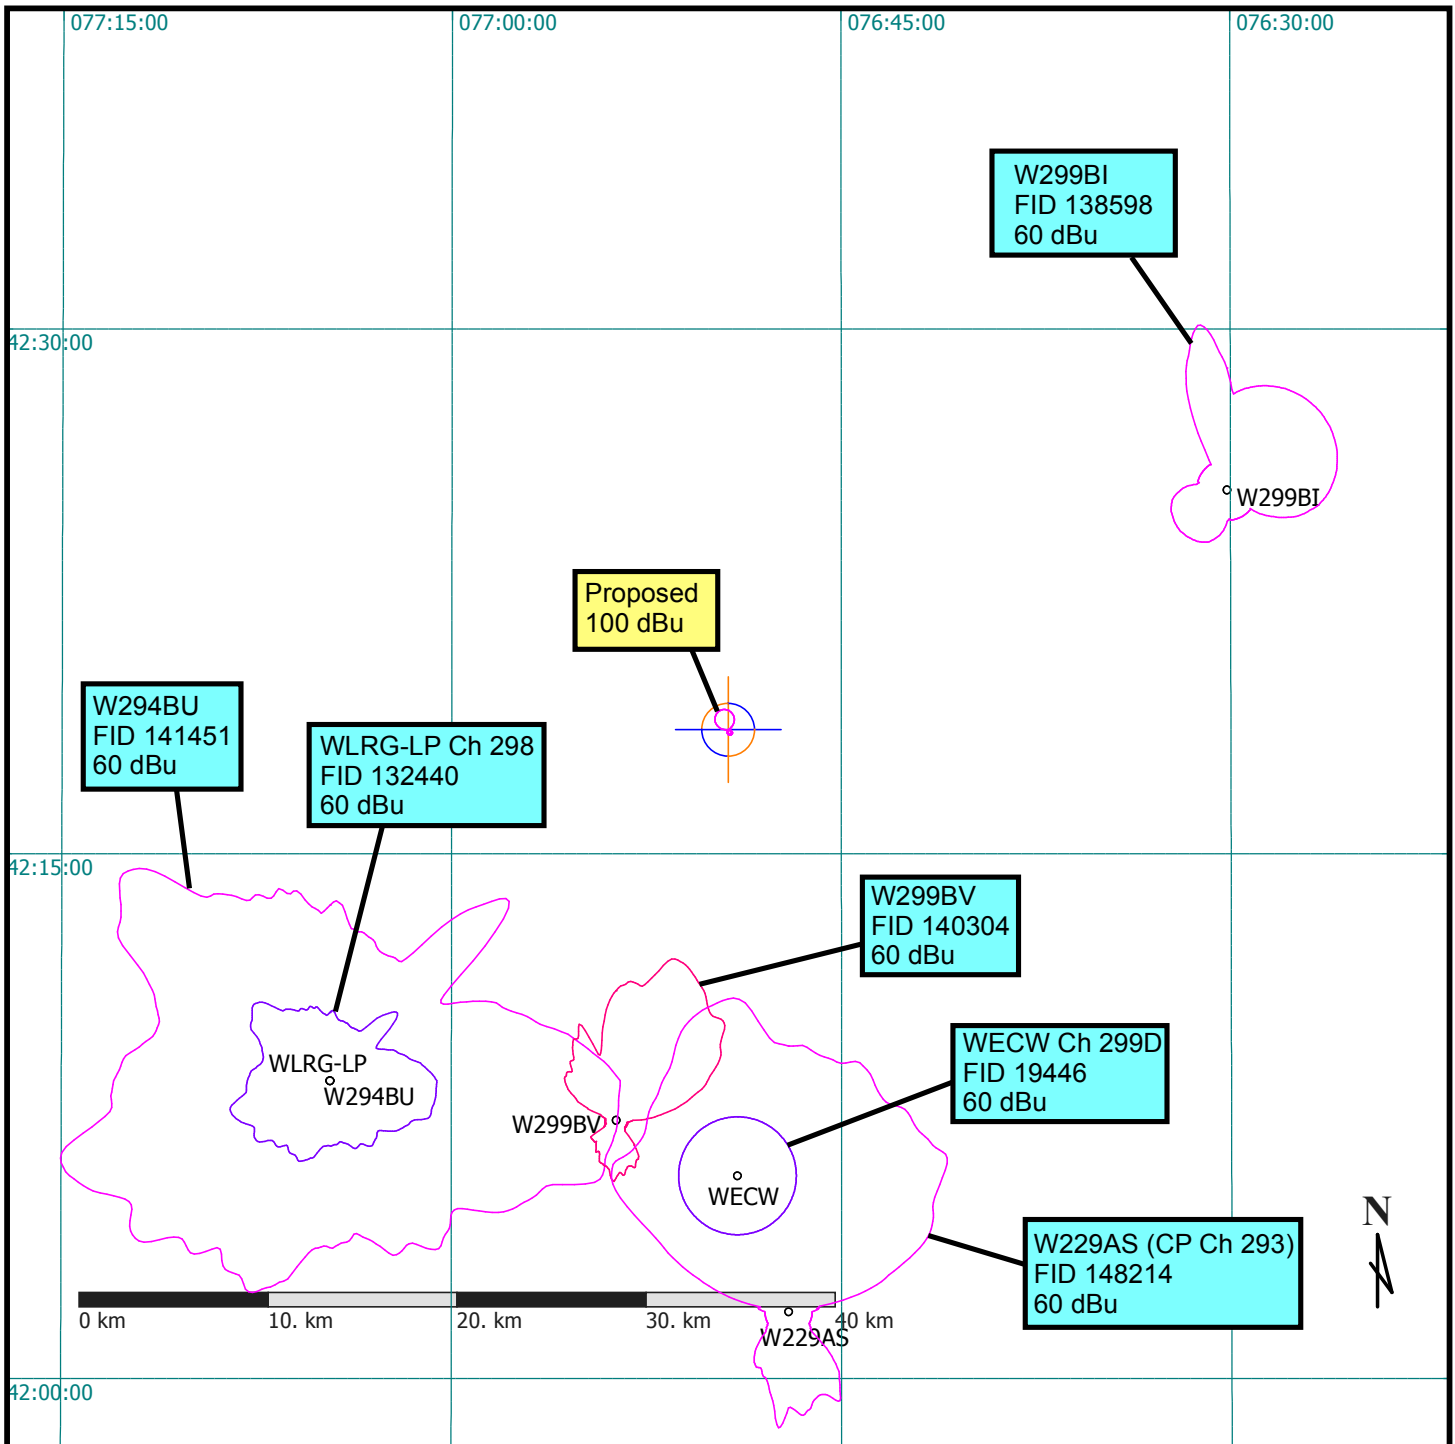 077:15:00
077:00:00
076:45:00
076:30:00
W299BI
FID 138598
60 dBu
42:30:00
W299BI
Proposed
100 dBu
W294BU
FID 141451
60 dBu
WLRG-LP Ch 298
FID 132440
60 dBu
42:15:00
W299BV
FID 140304
60 dBu
WECW Ch 299D
FID 19446
60 dBu
WLRG-LP
W294BU
W299BV
WECW
N
W229AS (CP Ch 293)
FID 148214
60 dBu
0 km
10. km
20. km
30. km
40 km
W229AS
42:00:00